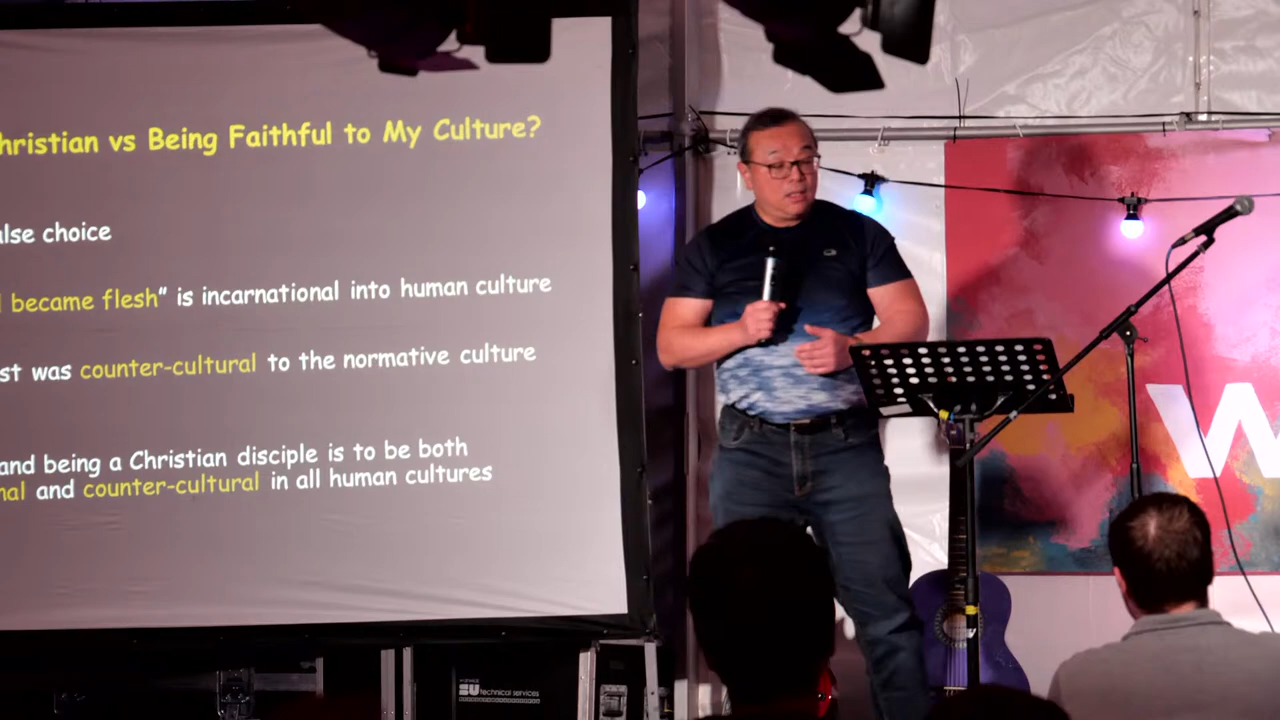 hristian vs Being Faithful to My Culture?
alse choice
became flesh" is incarnational into human culture
st was counter-cultural to the normative culture
and being a Christian disciple is to be both
nal and counter-cultural in all human cultures
W
SU technical services